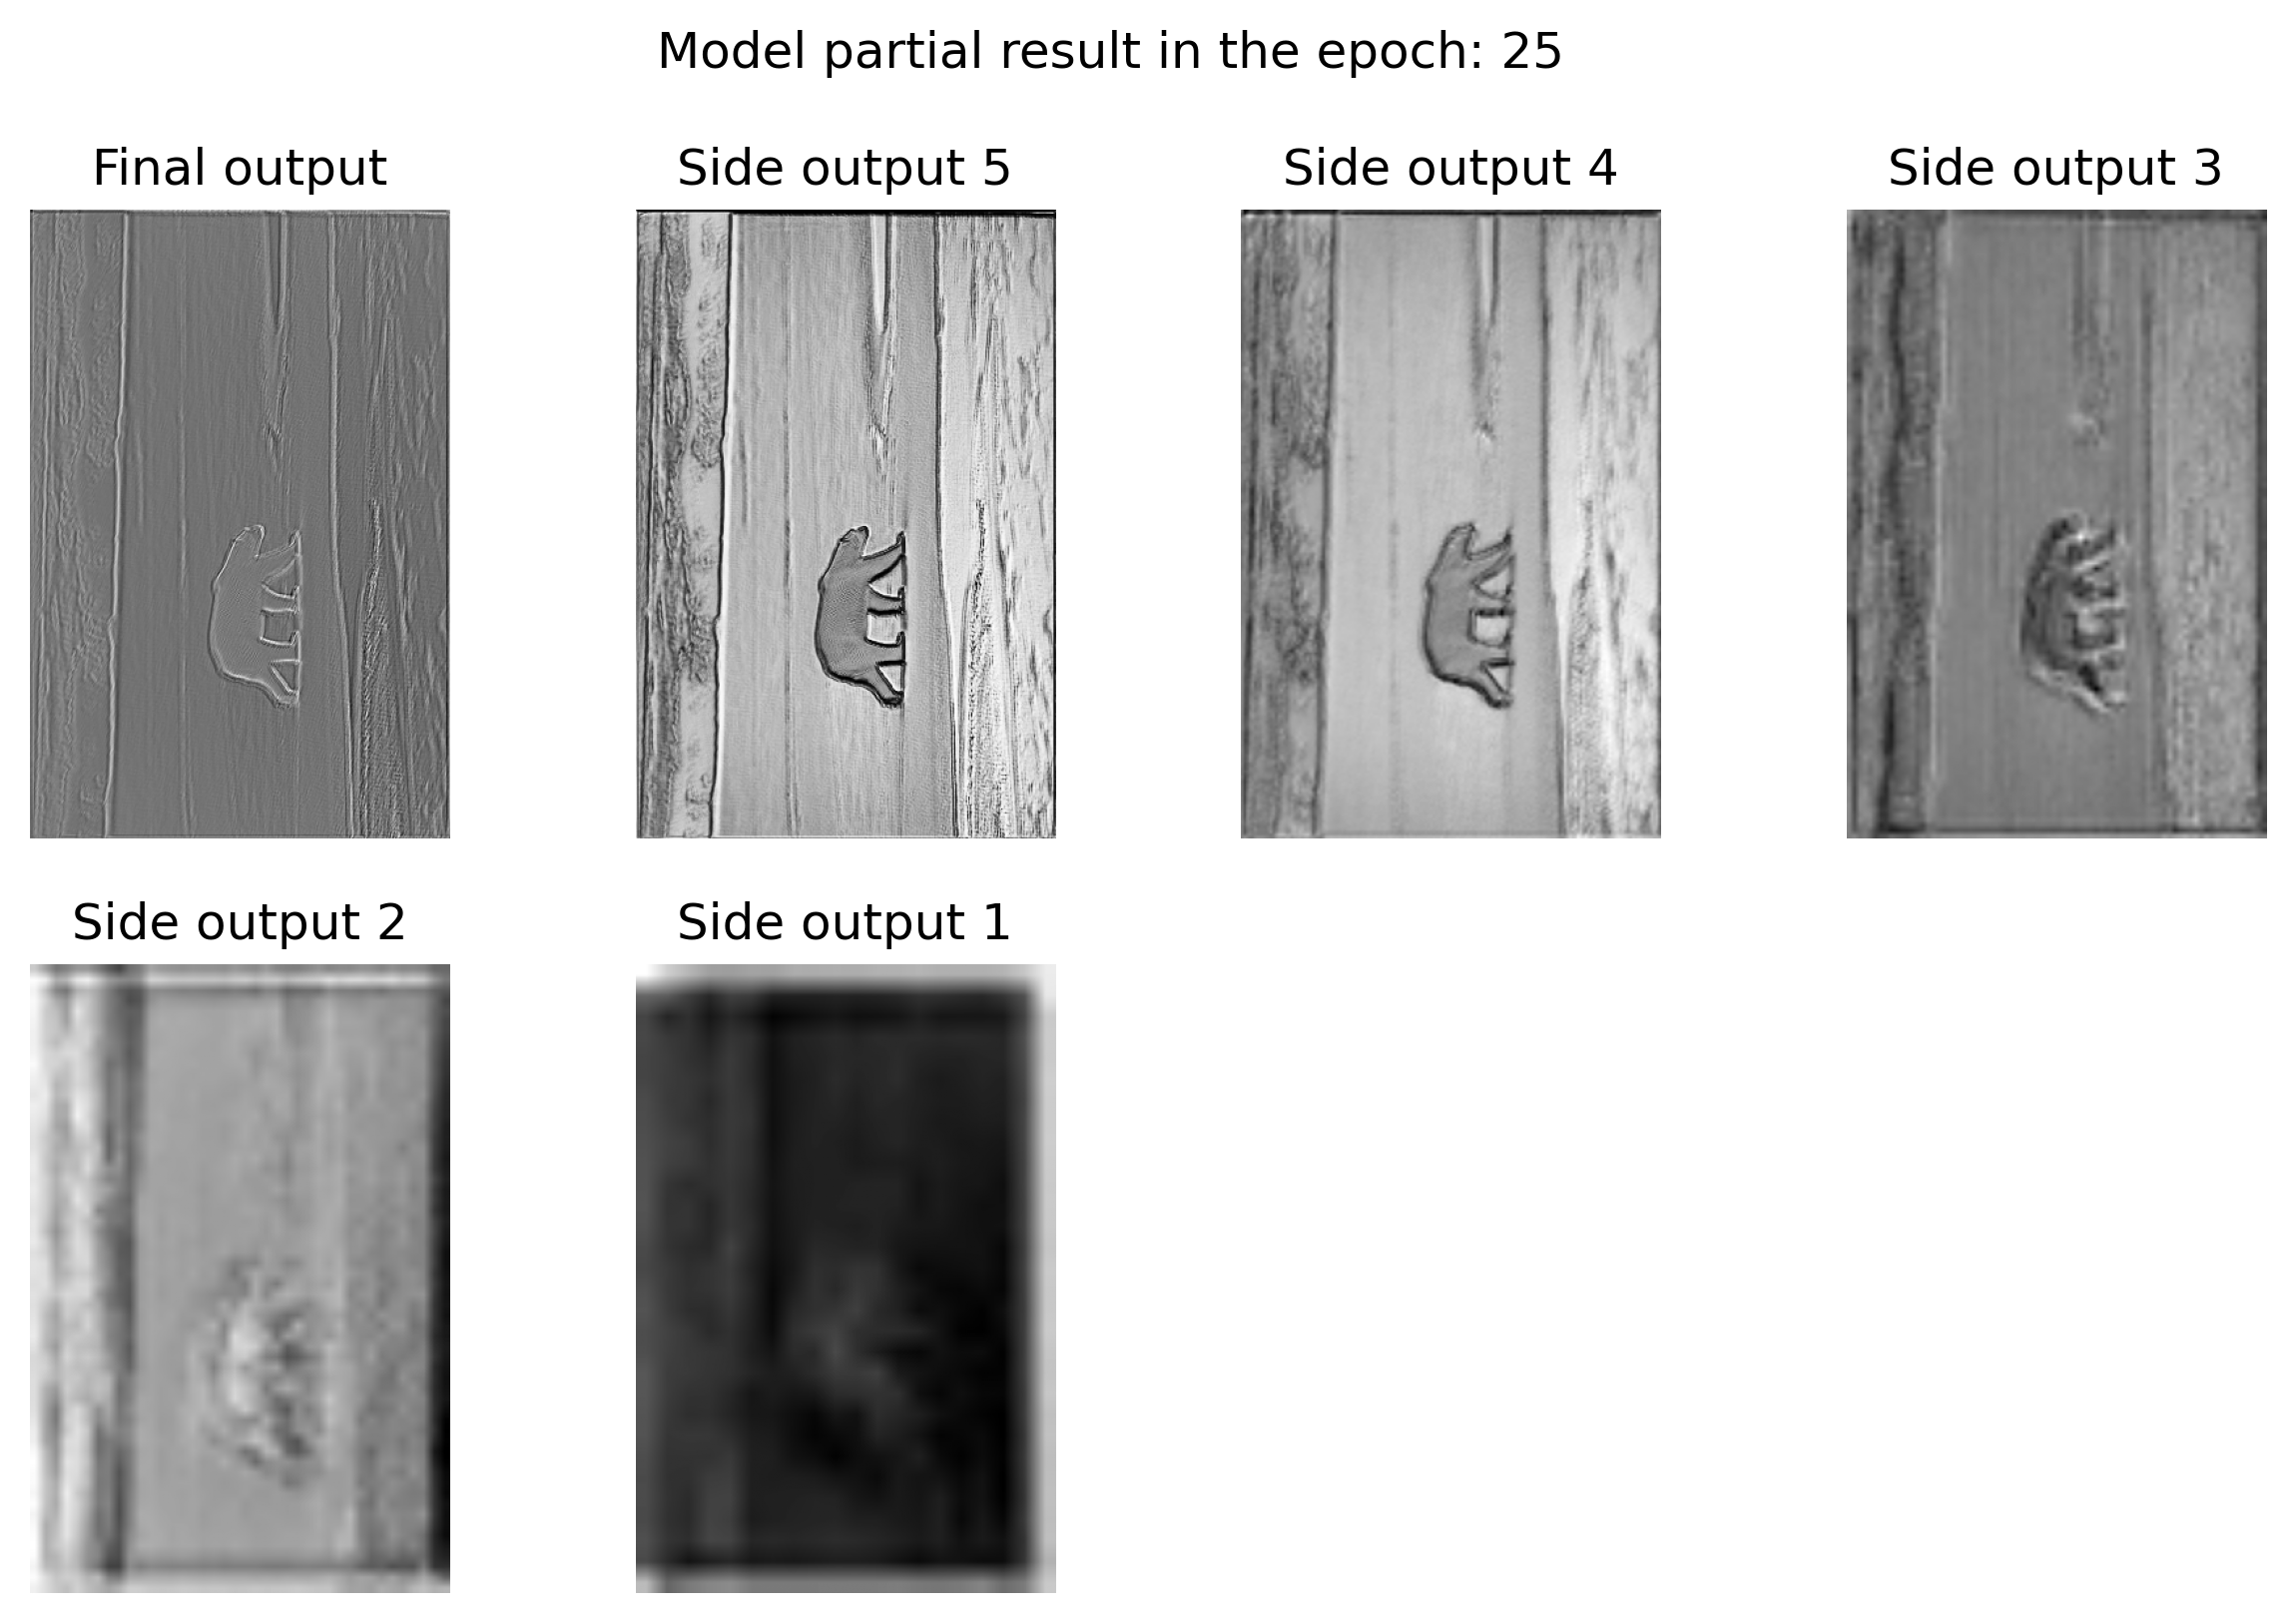 Model partial result in the epoch: 25
Final output
Side output 5
Side output 4
Side output 3
Side output 2
Side output 1